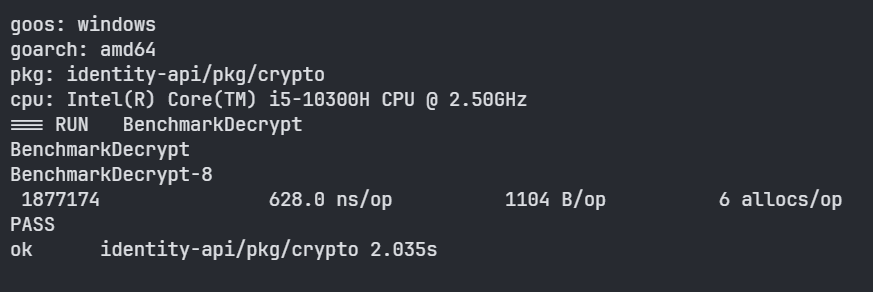 goos: windows
goarch: amd64
pkg: identity-api/pkg/crypto
cpu: Intel(R) Core(TM) i5-10300H CPU @ 2.50GHz
=== RUN   BenchmarkDecrypt
BenchmarkDecrypt
BenchmarkDecrypt-8
 1877174               628.0 ns/op          1104 B/op          6 allocs/op
PASS
ok      identity-api/pkg/crypto 2.035s